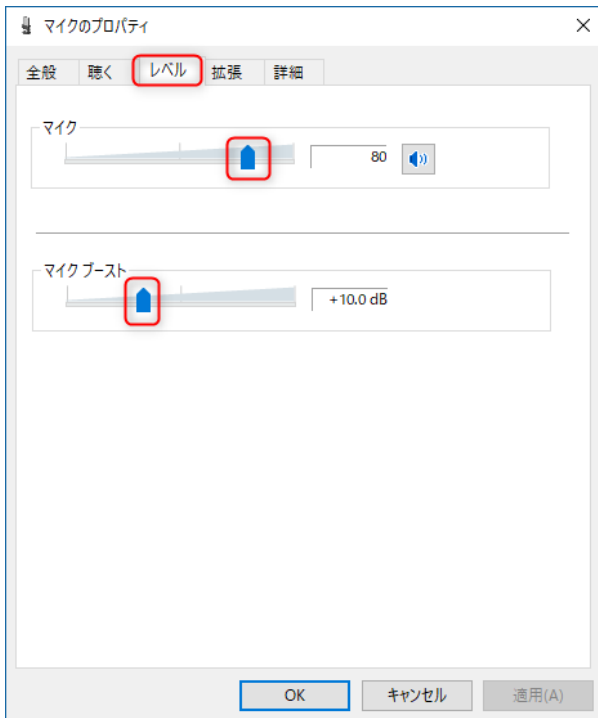 マイクのプロパティ
全般 聴く レベル 拡張 詳細
マイク
80
マイク ブースト
+10.0 dB
OK キャンセル 適用(A)